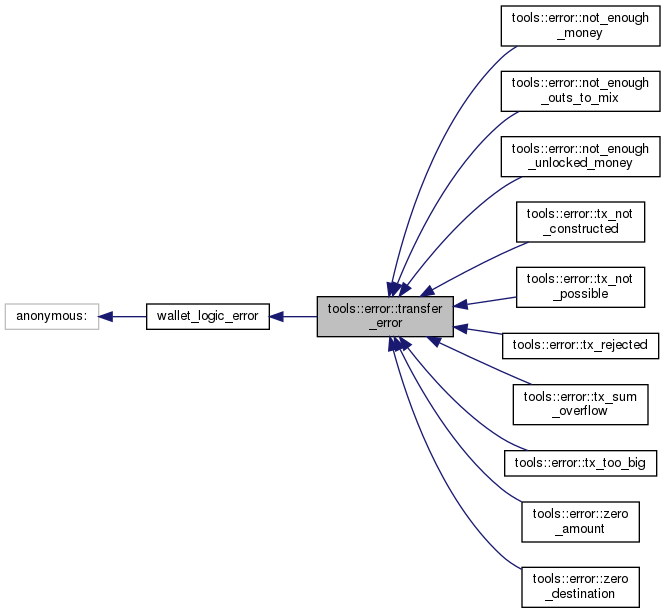 tools::error::not_enough
_money
tools::error::not_enough
_outs_to_mix
tools::error::not_enough
_unlocked_money
tools::error::tx_not
_constructed
tools::error::tx_not
_possible
anonymous:
wallet_logic_error
tools::error::transfer
_error
tools::error::tx_rejected
tools::error::tx_sum
_overflow
tools::error::tx_too_big
tools::error::zero
_amount
tools::error::zero
_destination